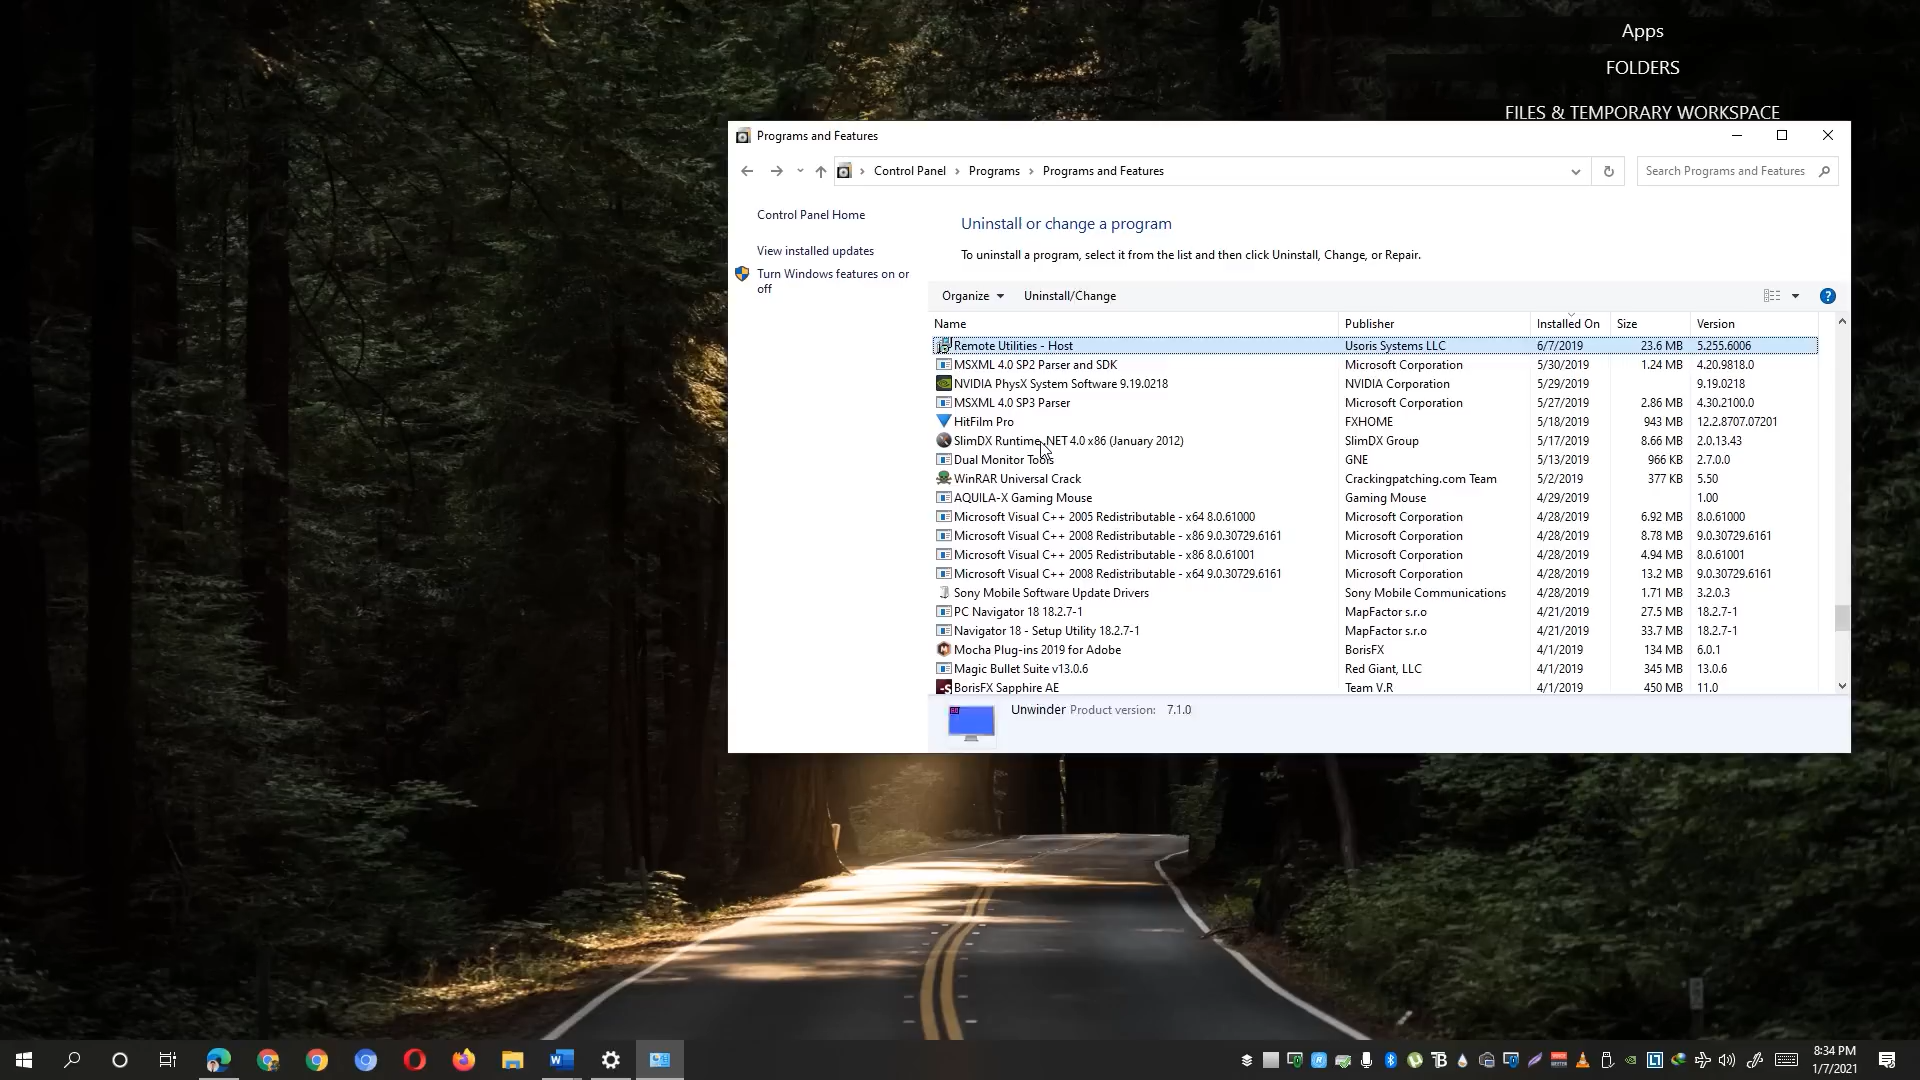 Apps
FOLDERS
FILES & TEMPORARY WORKSPACE
Programs and Features
Control Panel Programs Programs and Features
Search Programs and Features
Control Panel Home
View installed updates
Turn Windows features on or
off
Uninstall or change a program
To uninstall a program, select it from the list and then click Uninstall, Change, or Repair.
Organize Uninstall/Change
Name Publisher Installed On Size Version
Remote Utilities - Host Usoris Systems LLC 6/7/2019 23.6 MB 5.255.6006
MSXML 4.0 SP2 Parser and SDK Microsoft Corporation 5/30/2019 1.24 MB 4.20.9818.0
NVIDIA PhysX System Software 9.19.0218 NVIDIA Corporation 5/29/2019 9.19.0218
MSXML 4.0 SP3 Parser Microsoft Corporation 5/27/2019 2.86 MB 4.30.2100.0
HitFilm Pro FXHOME 5/18/2019 943 MB 12.2.8707.07201
SlimDX Runtime .NET 4.0 x86 (January 2012) SlimDX Group 5/17/2019 8.66 MB 2.0.13.43
Dual Monitor Tools GNE 5/13/2019 966 KB 2.7.0.0
WinRAR Universal Crack Crackingpatching.com Team 5/2/2019 377 KB 5.50
AQUILA-X Gaming Mouse Gaming Mouse 4/29/2019 1.00
Microsoft Visual C++ 2005 Redistributable - x64 8.0.61000 Microsoft Corporation 4/28/2019 6.92 MB 8.0.61000
Microsoft Visual C++ 2008 Redistributable - x86 9.0.30729.6161 Microsoft Corporation 4/28/2019 8.78 MB 9.0.30729.6161
Microsoft Visual C++ 2005 Redistributable - x86 8.0.61001 Microsoft Corporation 4/28/2019 4.94 MB 8.0.61001
Microsoft Visual C++ 2008 Redistributable - x64 9.0.30729.6161 Microsoft Corporation 4/28/2019 13.2 MB 9.0.30729.6161
Sony Mobile Software Update Drivers Sony Mobile Communications 4/28/2019 1.71 MB 3.2.0.3
PC Navigator 18 18.2.7-1 MapFactor s.r.o 4/21/2019 27.5 MB 18.2.7-1
Navigator 18 - Setup Utility 18.2.7-1 MapFactor s.r.o 4/21/2019 33.7 MB 18.2.7-1
Mocha Plug-ins 2019 for Adobe BorisFX 4/1/2019 134 MB 6.0.1
Magic Bullet Suite v13.0.6 Red Giant, LLC 4/1/2019 345 MB 13.0.6
BorisFX Sapphire AE Team V.R 4/1/2019 450 MB 11.0
Unwinder Product version: 7.1.0
8:34 PM
1/7/2021